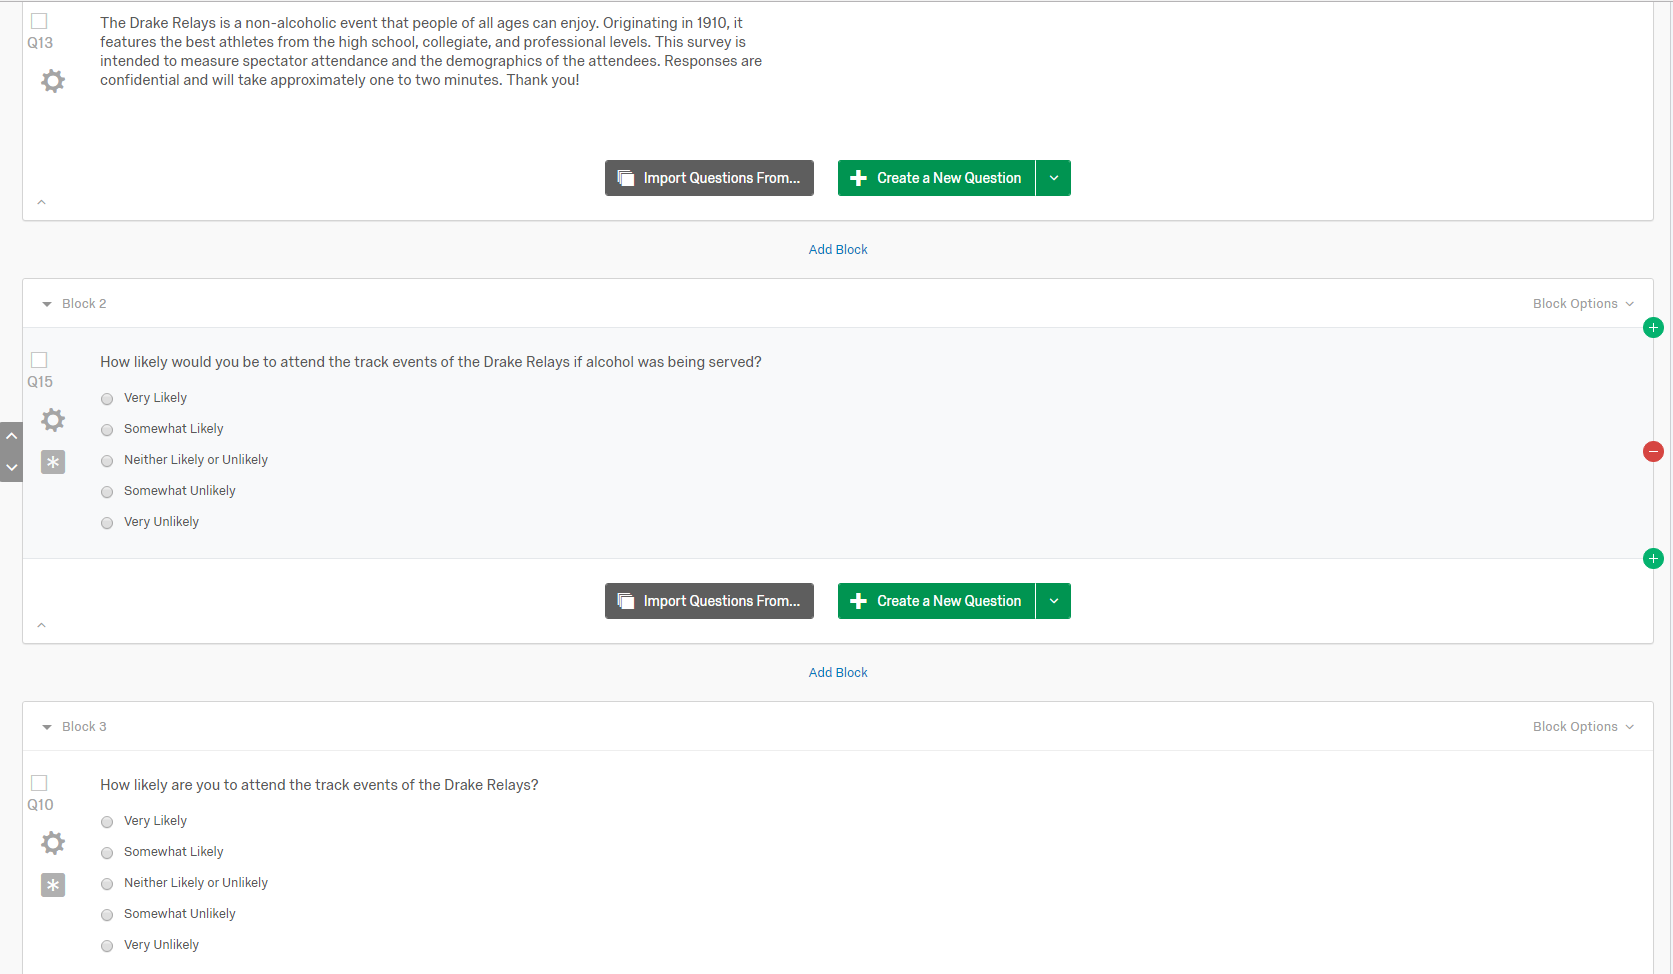 Q13
The Drake Relays is a non-alcoholic event that people of all ages can enjoy. Originating in 1910, it
features the best athletes from the high school, collegiate, and professional levels. This survey is
intended to measure spectator attendance and the demographics of the attendees. Responses are
confidential and will take approximately one to two minutes. Thank you!
Import Questions From... Create a New Question
Add Block
Block 2 Block Options
Q15
How likely would you be to attend the track events of the Drake Relays if alcohol was being served?
Very Likely
Somewhat Likely
Neither Likely or Unlikely
Somewhat Unlikely
Very Unlikely
Import Questions From... Create a New Question
Add Block
Block 3 Block Options
Q10
How likely are you to attend the track events of the Drake Relays?
Very Likely
Somewhat Likely
Neither Likely or Unlikely
Somewhat Unlikely
Very Unlikely